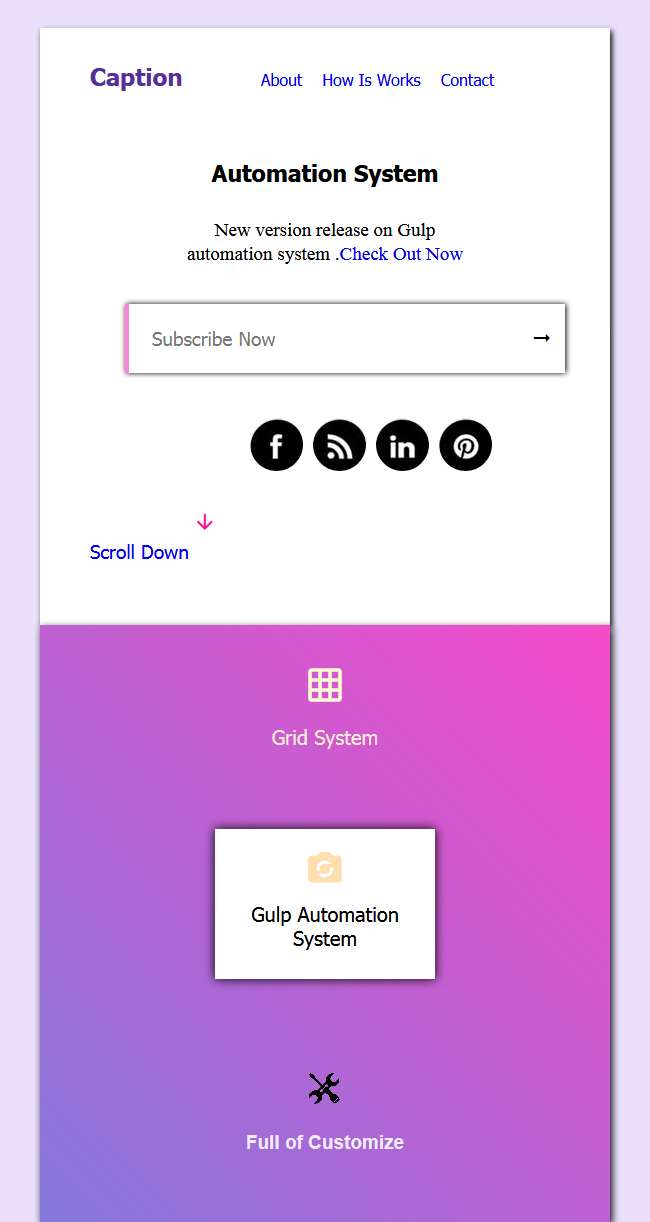 Caption
About How Is Works Contact
Automation System
New version release on Gulp
automation system .Check Out Now
Subscribe Now
Scroll Down
Grid System
Gulp Automation
System
Full of Customize